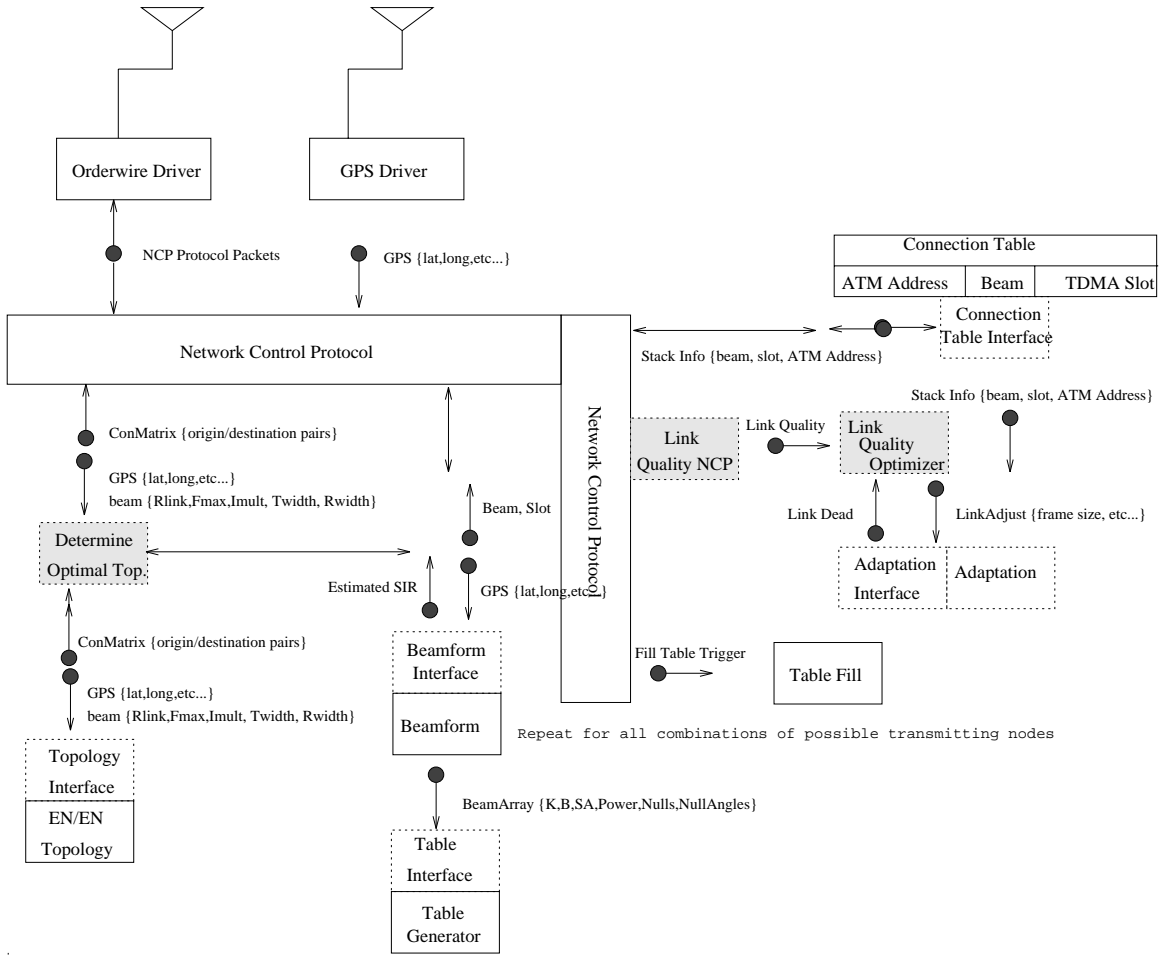 Orderwire Driver
GPS Driver
NCP Protocol Packets
GPS {lat,long,etc...}
Connection Table
ATM Address
Beam
TDMA Slot
Connection
Table Interface
Network Control Protocol
Stack Info {beam, slot, ATM Address}
Stack Info {beam, slot, ATM Address}
Network Control Protocol
ConMatrix {origin/destination pairs}
GPS {lat,long,etc...}
beam {Rlink,Fmax,Imult, Twidth, Rwidth}
Link
Quality NCP
Link Quality
Link
Quality
Optimizer
Beam, Slot
Link Dead
LinkAdjust {frame size, etc...}
Determine
Optimal Top.
Estimated SIR
GPS {lat,long,etc...}
Adaptation
Interface
Adaptation
ConMatrix {origin/destination pairs}
GPS {lat,long,etc...}
beam {Rlink,Fmax,Imult, Twidth, Rwidth}
Beamform
Interface
Beamform
Fill Table Trigger
Table Fill
Repeat for all combinations of possible transmitting nodes
Topology
Interface
EN/EN
Topology
BeamArray {K,B,SA,Power,Nulls,NullAngles}
Table
Interface
Table
Generator